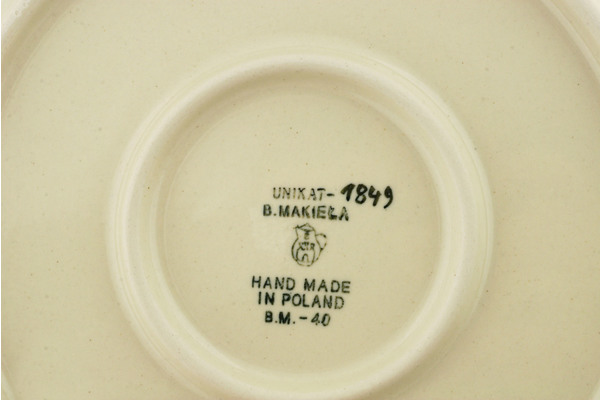 UNIKAT-1849
B.MAKIEŁA
HAND MADE
IN POLAND
B.M.-40